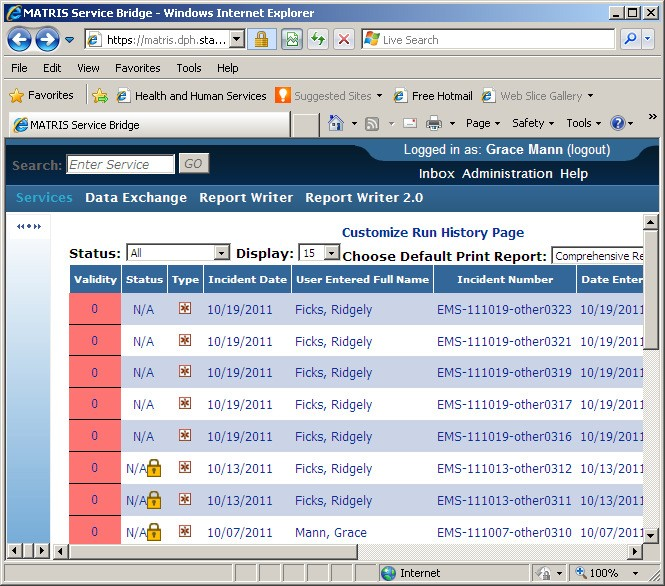 MATRIS Service Bridge - Windows Internet Explorer
https://matris.dph.sta... Live Search
File Edit View Favorites Tools Help
Favorites Health and Human Services Suggested Sites Free Hotmail Web Slice Gallery
MATRIS Service Bridge Page Safety Tools »
Logged in as: Grace Mann (logout)
Search: Enter Service GO
Inbox Administration Help
Services Data Exchange Report Writer Report Writer 2.0
Customize Run History Page
Status: All Display: 15 Choose Default Print Report: Comprehensive Re
Validity Status Type Incident Date User Entered Full Name Incident Number Date Enter
0 N/A 10/19/2011 Ficks, Ridgely EMS-111019-other0323 10/19/2011
0 N/A 10/19/2011 Ficks, Ridgely EMS-111019-other0321 10/19/2011
0 N/A 10/19/2011 Ficks, Ridgely EMS-111019-other0319 10/19/2011
0 N/A 10/19/2011 Ficks, Ridgely EMS-111019-other0317 10/19/2011
0 N/A 10/19/2011 Ficks, Ridgely EMS-111019-other0316 10/19/2011
0 N/A 10/13/2011 Ficks, Ridgely EMS-111013-other0312 10/13/2011
0 N/A 10/13/2011 Ficks, Ridgely EMS-111013-other0311 10/13/2011
0 N/A 10/07/2011 Mann, Grace EMS-111007-other0310 10/07/2011
Internet 100%